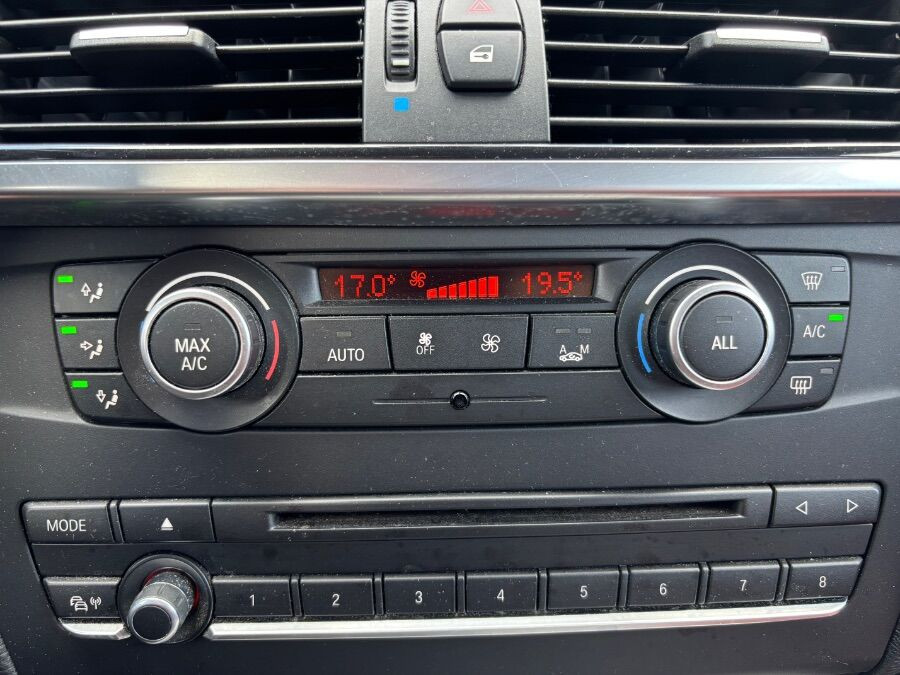 17.0° 19.5°
MAX
A/C
AUTO
OFF
A M
ALL
A/C
MODE
1 2 3 4 5 6 7 8